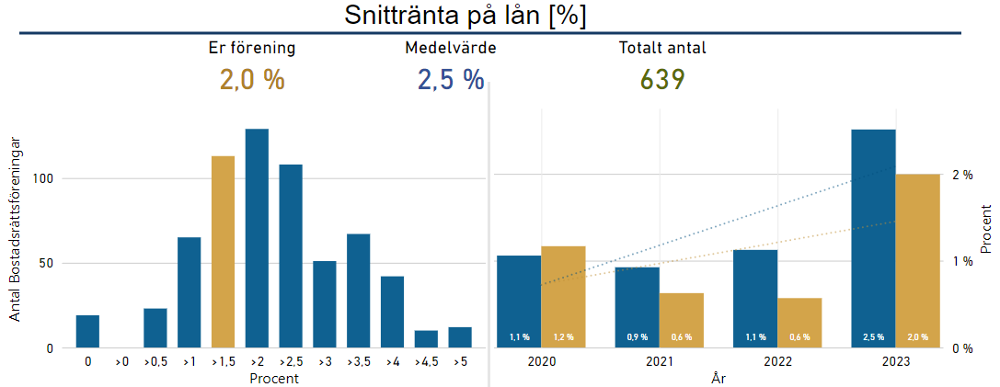 Snittränta på lån [%]
Er förening Medelvärde Totalt antal
2,0 % 2,5 % 639
Antal Bostadsrättsföreningar
100
50
0
0 >0 >0,5 >1 >1,5 >2 >2,5 >3 >3,5 >4 >4,5 >5
Procent
1,1 % 1,2 % 0,9 % 0,6 % 1,1 % 0,6 % 2,5 % 2,0 %
2020 2021 2022 2023
År
2 %
1 %
0 %
Procent